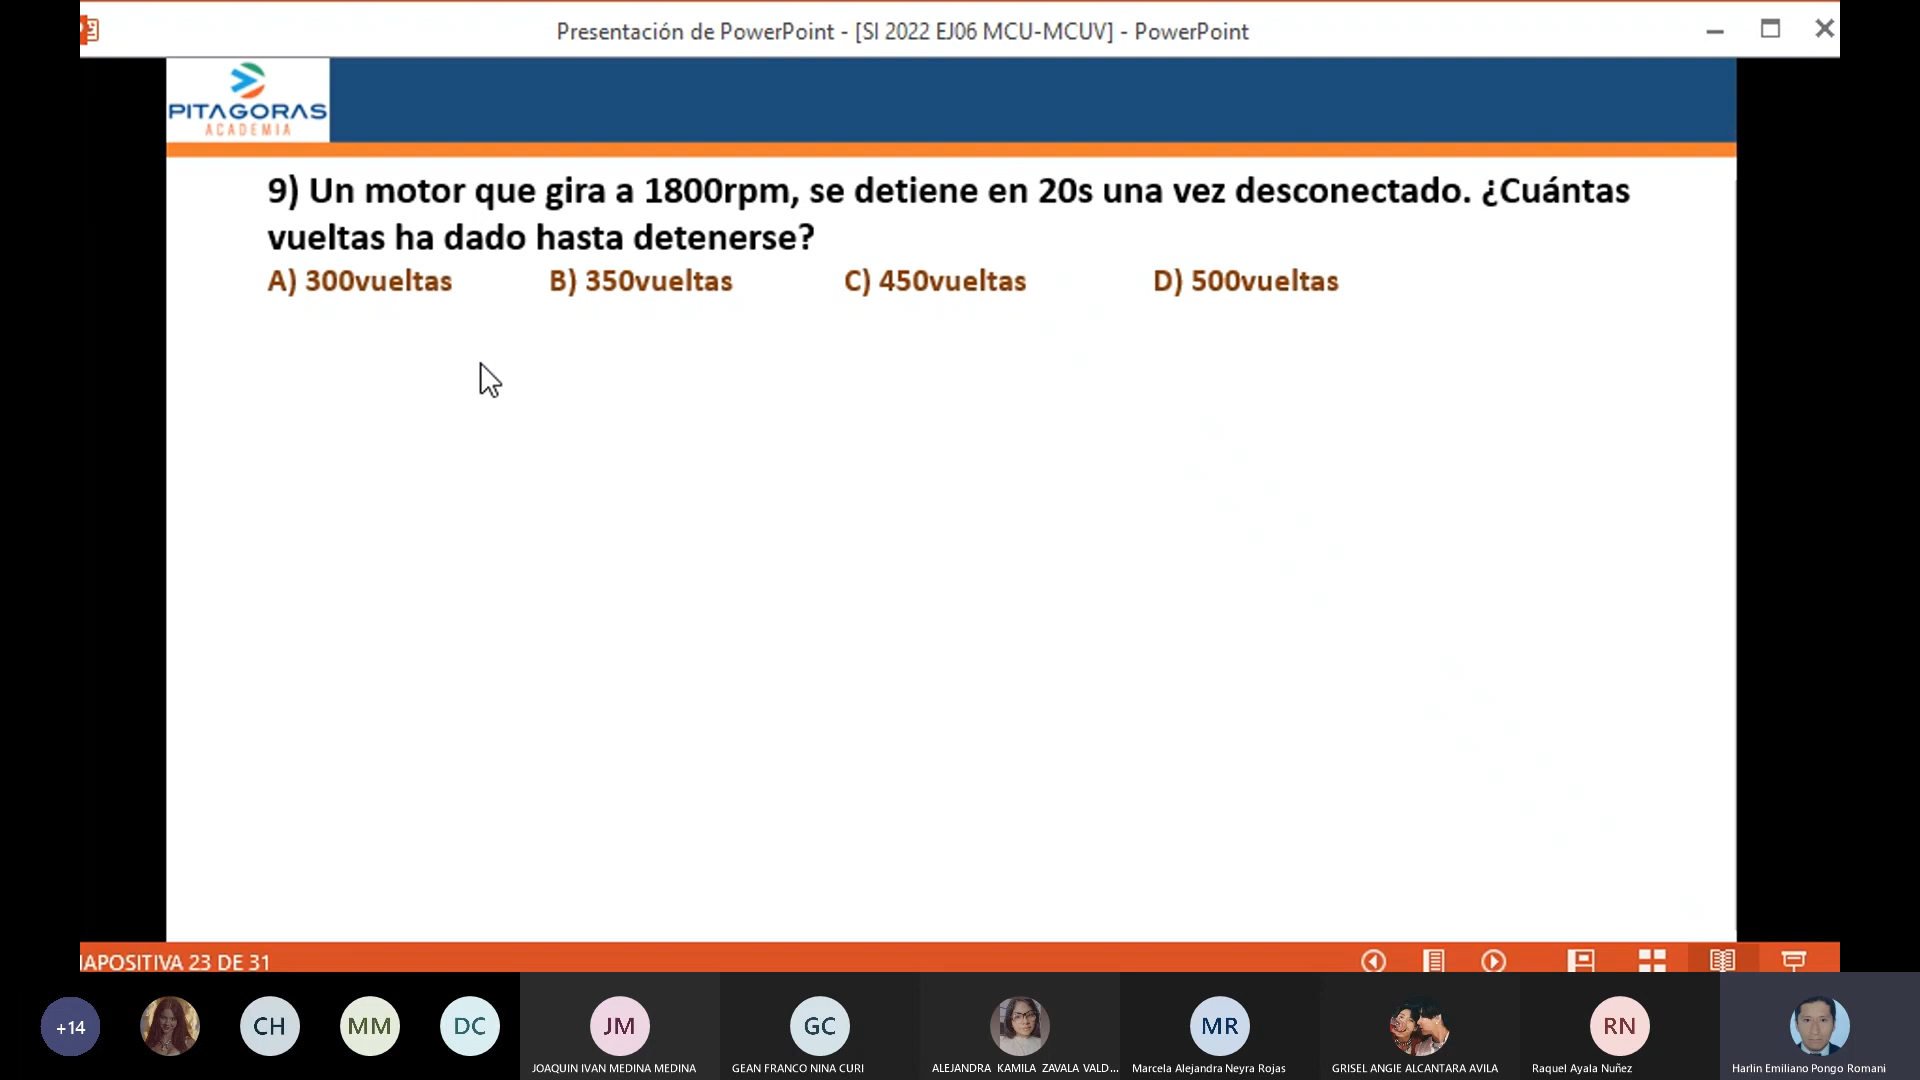 Presentación de PowerPoint - [SI 2022 EJ06 MCU-MCUV] - PowerPoint
PITAGORAS
ACADEMIA
9) Un motor que gira a 1800rpm, se detiene en 20s una vez desconectado. ¿Cuántas
vueltas ha dado hasta detenerse?
A) 300vueltas B) 350vueltas C) 450vueltas D) 500vueltas
IAPOSITIVA 23 DE 31
+14 CH MM DC JM GC MR RN
JOAQUIN IVAN MEDINA MEDINA GEAN FRANCO NINA CURI ALEJANDRA KAMILA ZAVALA VALD... Marcela Alejandra Neyra Rojas GRISEL ANGIE ALCANTARA AVILA Raquel Ayala Nuñez Harlin Emiliano Pongo Romani